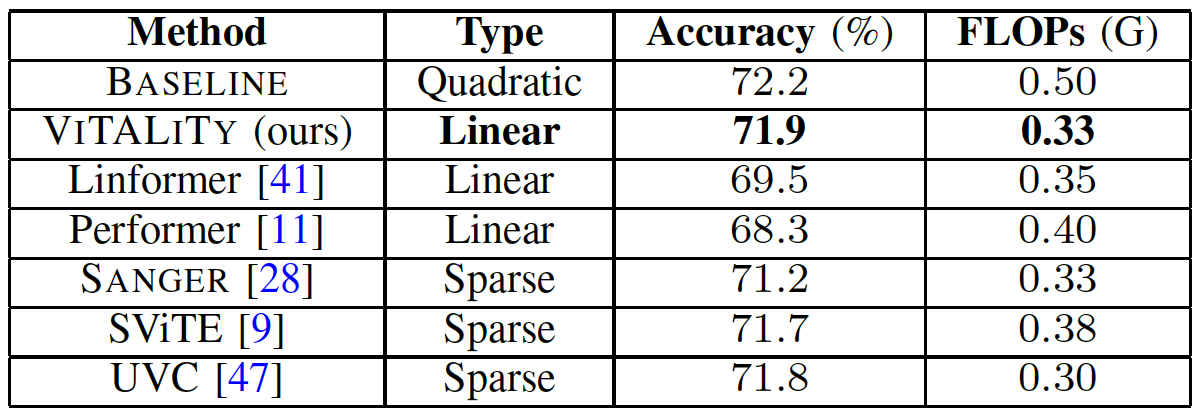 Method Type Accuracy (%) FLOPs (G)
BASELINE Quadratic 72.2 0.50
VITALITY (ours) Linear 71.9 0.33
Linformer [41] Linear 69.5 0.35
Performer [11] Linear 68.3 0.40
SANGER [28] Sparse 71.2 0.33
SViTE [9] Sparse 71.7 0.38
UVC [47] Sparse 71.8 0.30